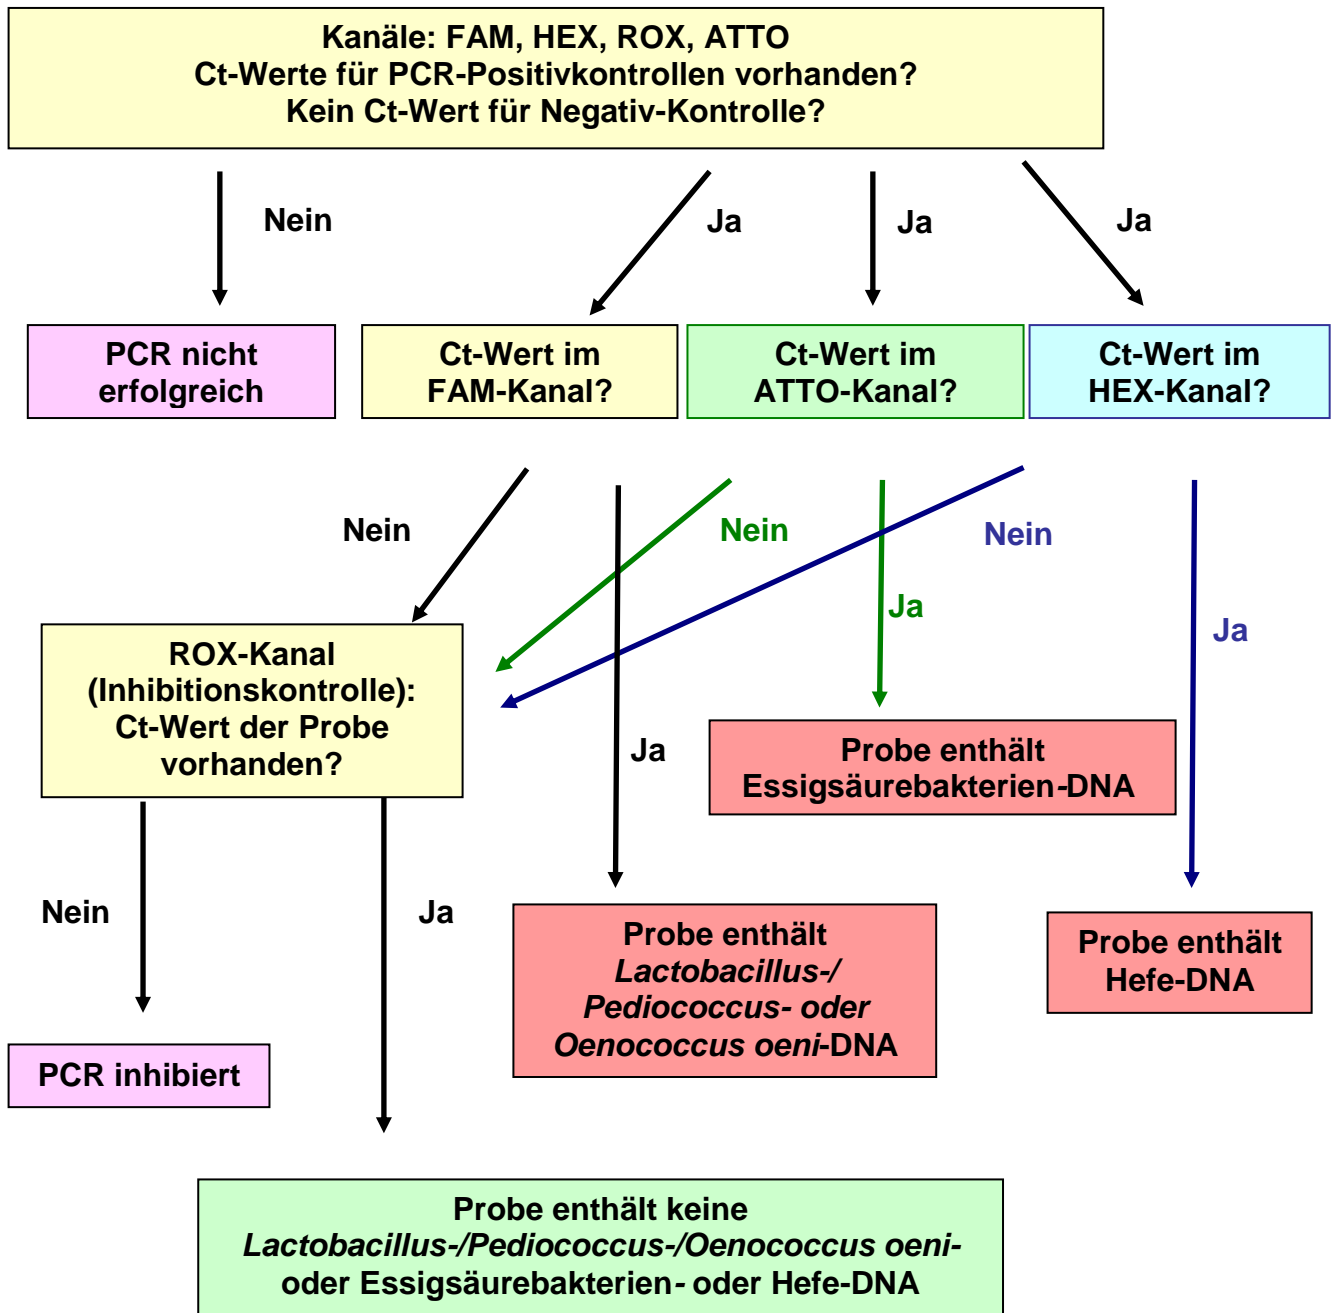 Kanäle: FAM, HEX, ROX, ATTO
Ct-Werte für PCR-Positivkontrollen vorhanden?
Kein Ct-Wert für Negativ-Kontrolle?
Nein
Ja
Ja
Ja
PCR nicht
erfolgreich
Ct-Wert im
FAM-Kanal?
Ct-Wert im
ATTO-Kanal?
Ct-Wert im
HEX-Kanal?
Nein
Nein
Nein
Ja
Ja
ROX-Kanal
(Inhibitionskontrolle):
Ct-Wert der Probe
vorhanden?
Ja
Probe enthält
Essigsäurebakterien-DNA
Nein
Ja
Probe enthält
Lactobacillus-/
Pediococcus- oder
Oenococcus oeni-DNA
Probe enthält
Hefe-DNA
PCR inhibiert
Probe enthält keine
Lactobacillus-/Pediococcus-/Oenococcus oeni-
oder Essigsäurebakterien- oder Hefe-DNA